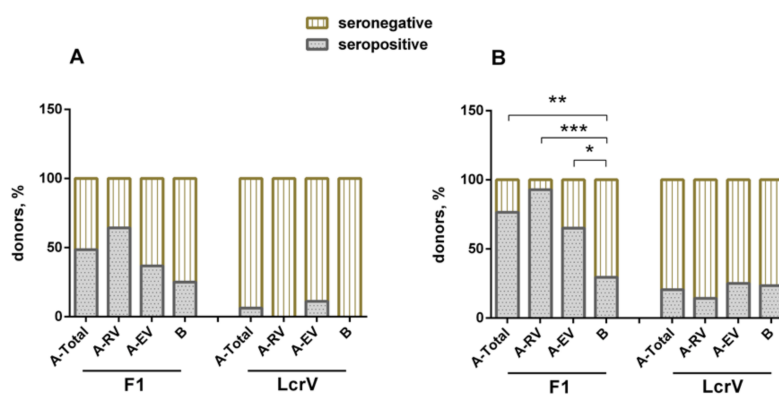 seronegative
seropositive
A
donors, %
150
100
50
0
A-Total
A-RV
A-EV
B
A-Total
A-RV
A-EV
B
F1
LcrV
B
donors, %
150
100
50
0
**
***
*
A-Total
A-RV
A-EV
B
A-Total
A-RV
A-EV
B
F1
LcrV